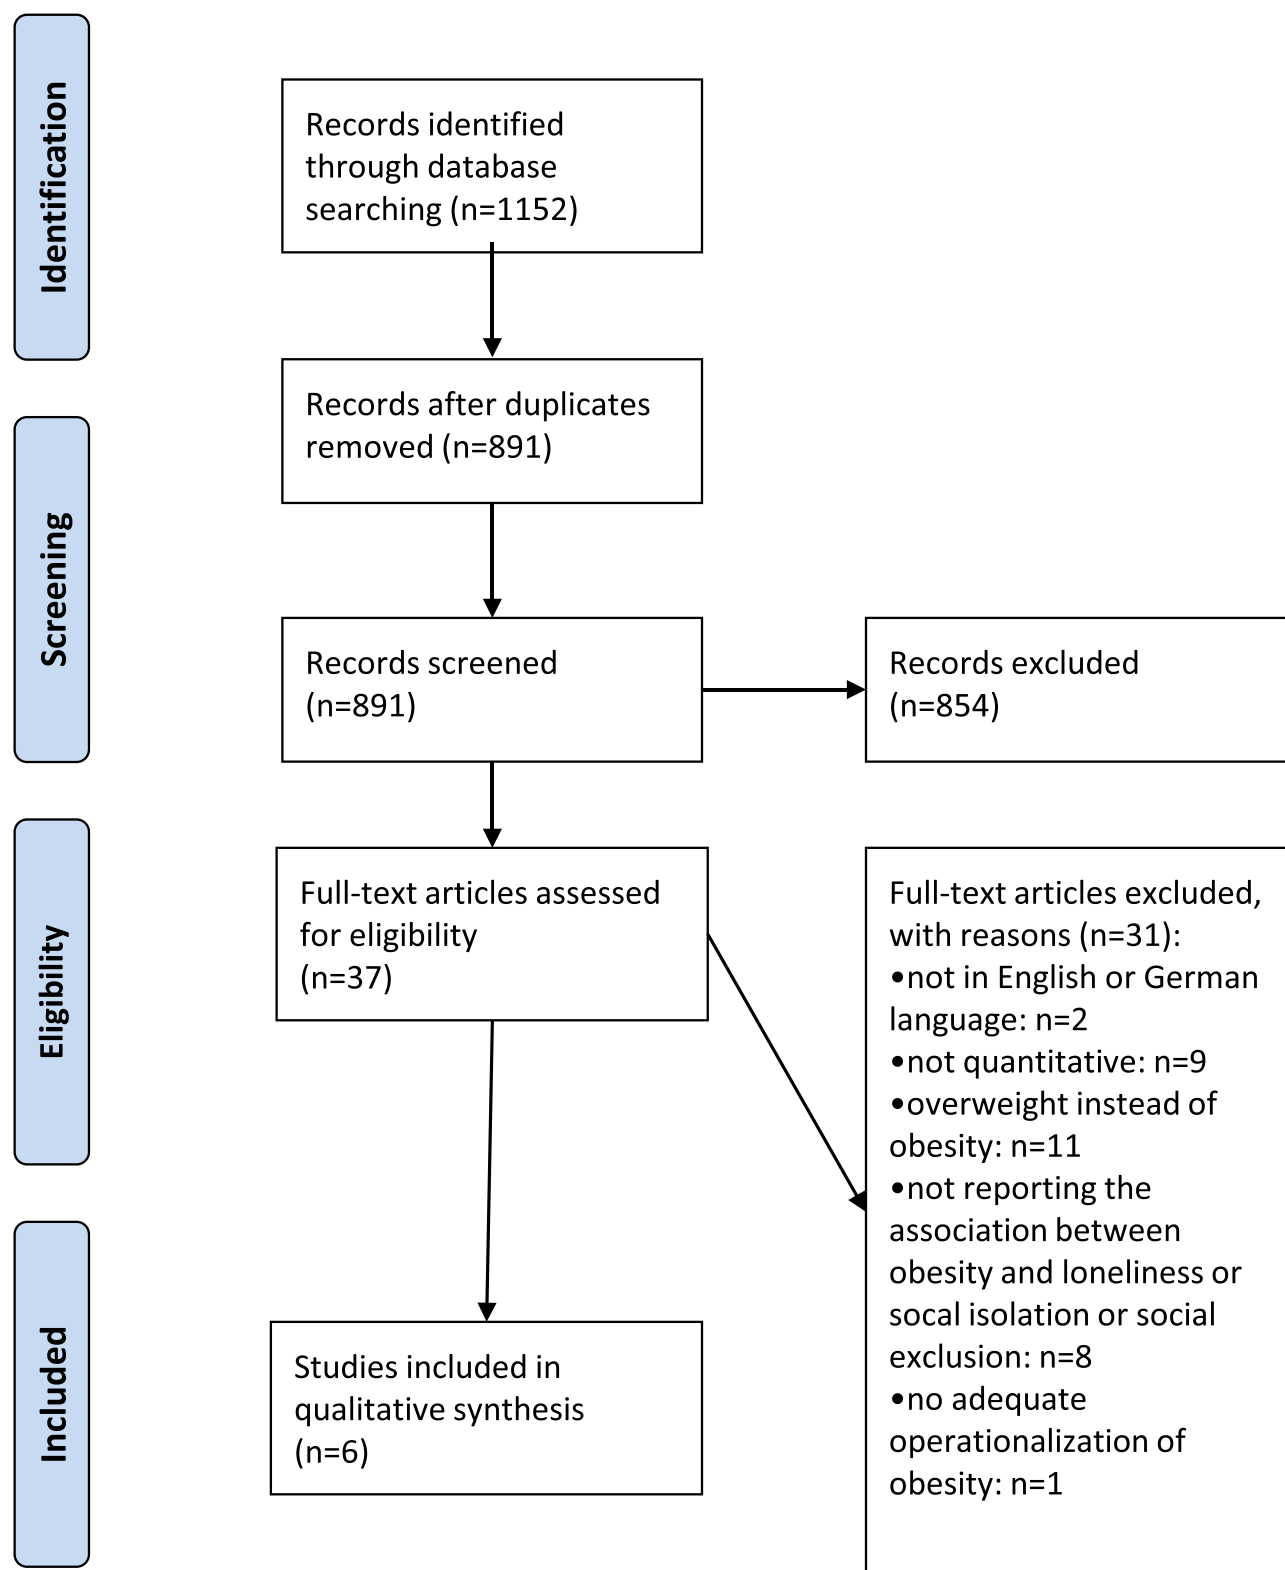 Identification
Records identified
through database
searching (n=1152)
Records after duplicates
removed (n=891)
Screening
Records screened
(n=891)
Records excluded
(n=854)
Eligibility
Full-text articles assessed
for eligibility
(n=37)
Full-text articles excluded,
with reasons (n=31):
•not in English or German
language: n=2
•not quantitative: n=9
•overweight instead of
obesity: n=11
•not reporting the
association between
obesity and loneliness or
socal isolation or social
exclusion: n=8
•no adequate
operationalization of
obesity: n=1
Included
Studies included in
qualitative synthesis
(n=6)